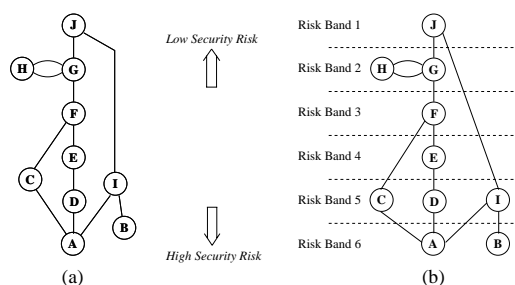 J
H
G
F
E
C
I
D
B
A
(a)
Low Security Risk
High Security Risk
Risk Band 1
J
Risk Band 2
H
G
Risk Band 3
F
Risk Band 4
E
Risk Band 5
C
D
I
Risk Band 6
A
B
(b)